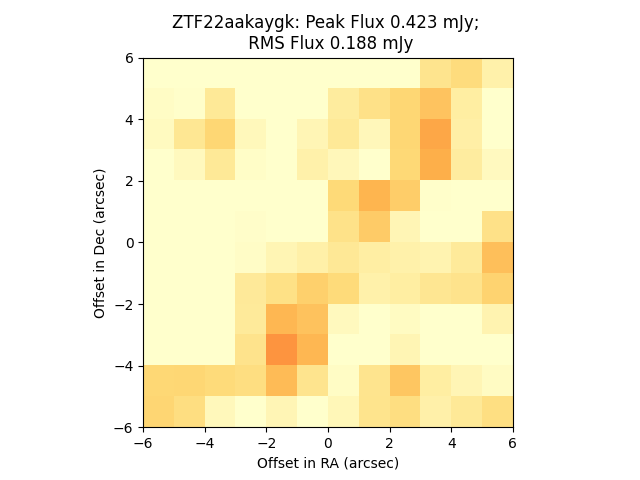 ZTF22aakaygk: Peak Flux 0.423 mJy;
RMS Flux 0.188 mJy
6
4
2
0
−2
−4
−6
Offset in Dec (arcsec)
−6 −4 −2 0 2 4 6
Offset in RA (arcsec)